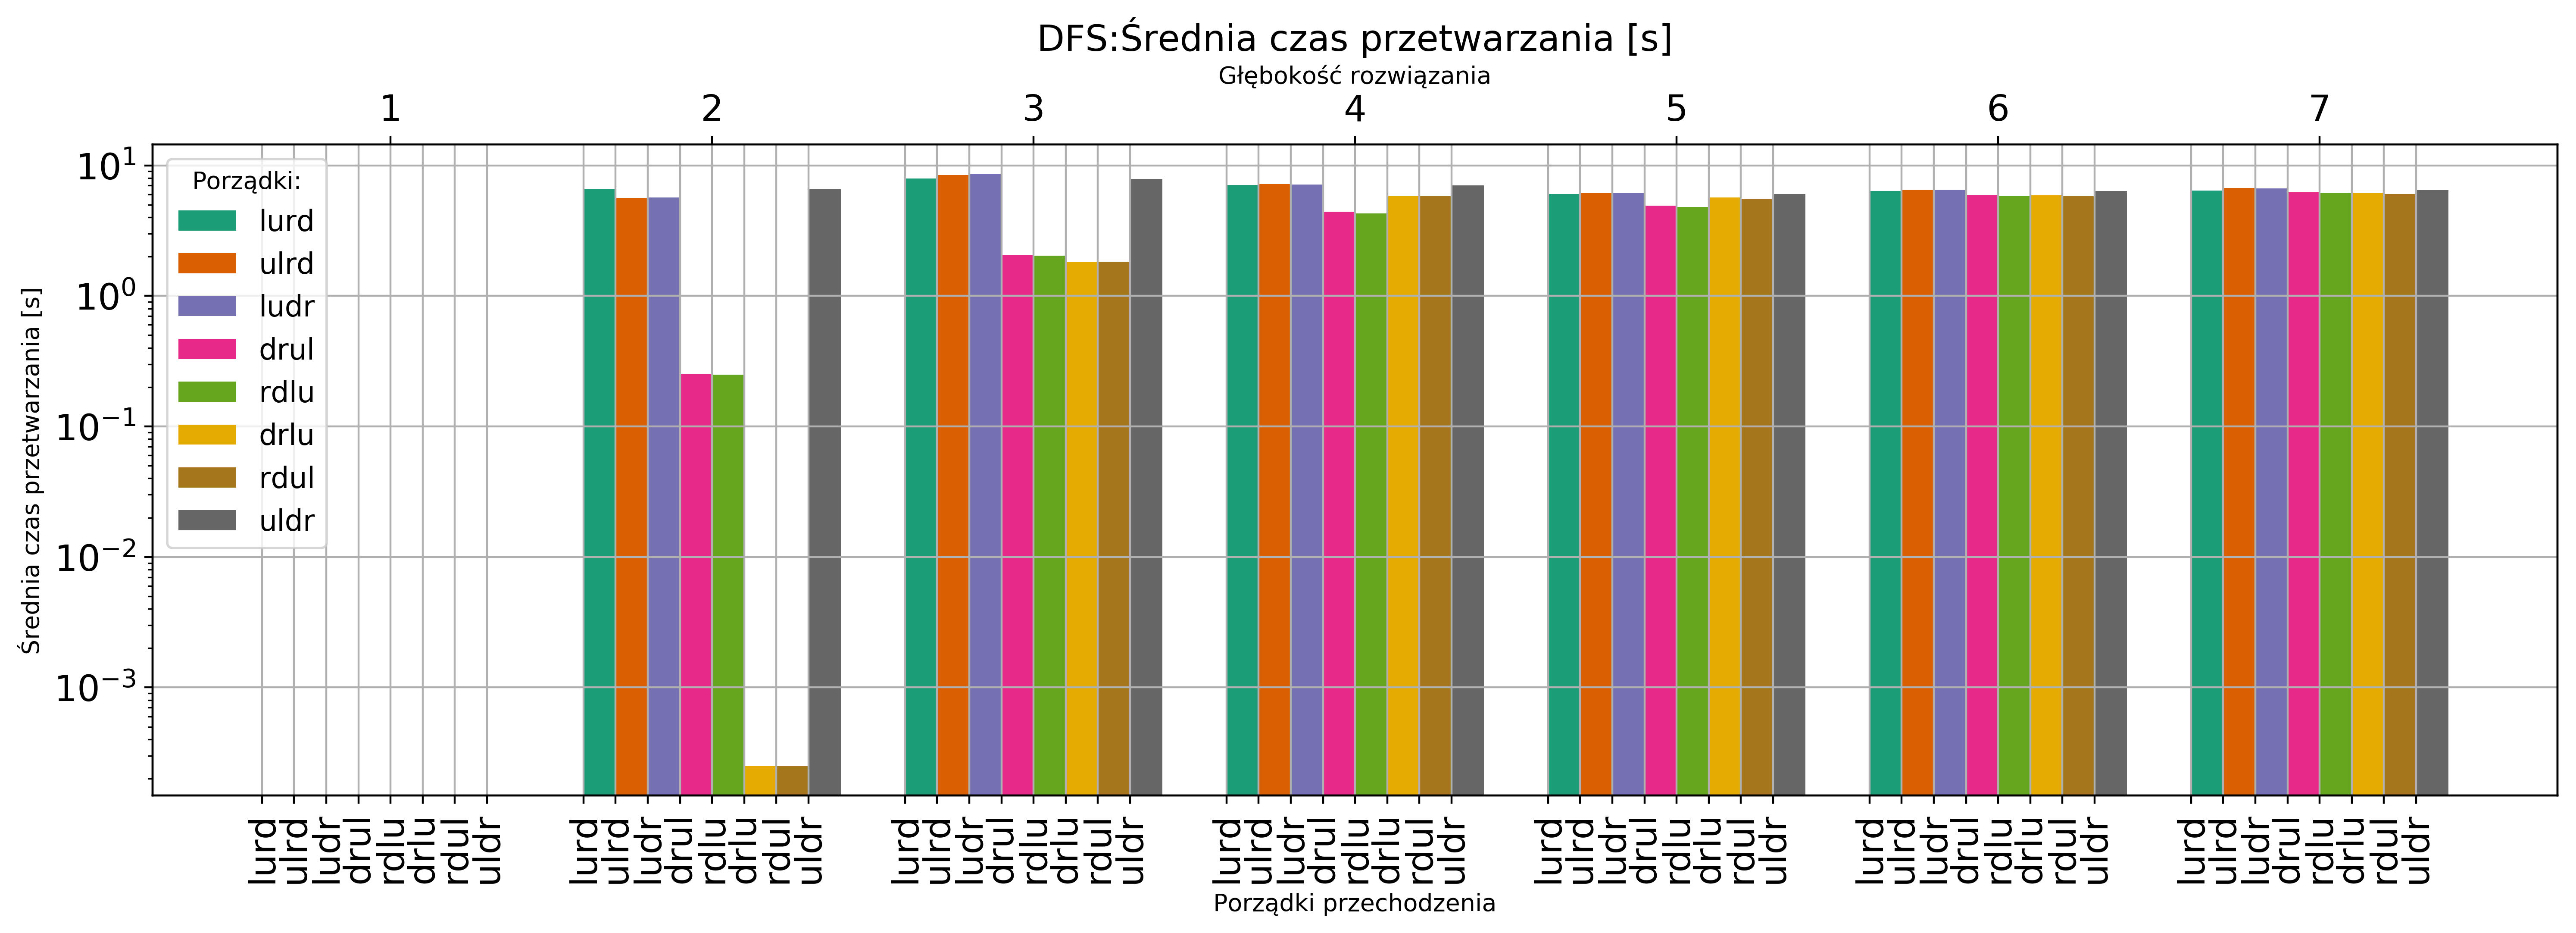 DFS:Średnia czas przetwarzania [s]
Głębokość rozwiązania
1 2 3 4 5 6 7
Średnia czas przetwarzania [s]
10¹
10⁰
10⁻¹
10⁻²
10⁻³
Porządki:
lurd
ulrd
ludr
drul
rdlu
drlu
rdul
uldr
lurd ulrd ludr drul rdlu drlu rdul uldr lurd ulrd ludr drul rdlu drlu rdul uldr lurd ulrd ludr drul rdlu drlu rdul uldr lurd ulrd ludr drul rdlu drlu rdul uldr lurd ulrd ludr drul rdlu drlu rdul uldr lurd ulrd ludr drul rdlu drlu rdul uldr lurd ulrd ludr drul rdlu drlu rdul uldr
Porządki przechodzenia